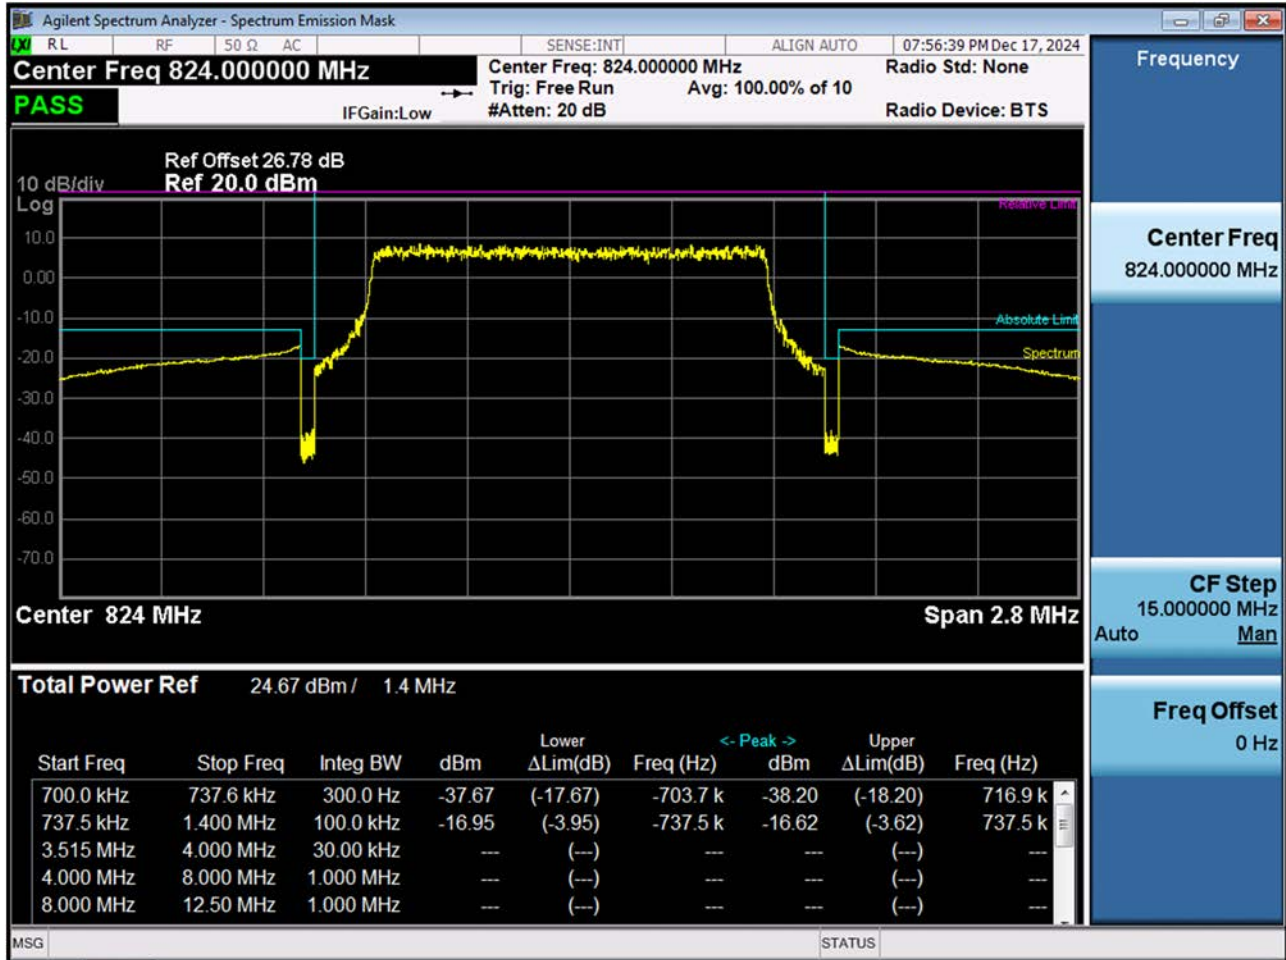 Agilent Spectrum Analyzer - Spectrum Emission Mask
LXI RL RF 50 Ω AC SENSE:INT ALIGN AUTO 07:56:39 PM Dec 17, 2024
Center Freq 824.000000 MHz
Center Freq: 824.000000 MHz
Radio Std: None
Trig: Free Run
Avg: 100.00% of 10
PASS
IFGain:Low
#Atten: 20 dB
Radio Device: BTS
Ref Offset 26.78 dB
10 dB/div
Ref 20.0 dBm
Log
Relative Limit
10.0
0.00
-10.0
Absolute Limit
-20.0
Spectrum
-30.0
-40.0
-50.0
-60.0
-70.0
Center 824 MHz
Span 2.8 MHz
Total Power Ref 24.67 dBm / 1.4 MHz
Lower <- Peak -> Upper
Start Freq Stop Freq Integ BW dBm ΔLim(dB) Freq (Hz) dBm ΔLim(dB) Freq (Hz)
700.0 kHz 737.6 kHz 300.0 Hz -37.67 (-17.67) -703.7 k -38.20 (-18.20) 716.9 k
737.5 kHz 1.400 MHz 100.0 kHz -16.95 (-3.95) -737.5 k -16.62 (-3.62) 737.5 k
3.515 MHz 4.000 MHz 30.00 kHz --- (---) --- --- (---) ---
4.000 MHz 8.000 MHz 1.000 MHz --- (---) --- --- (---) ---
8.000 MHz 12.50 MHz 1.000 MHz --- (---) --- --- (---) ---
MSG
STATUS
Frequency
Center Freq
824.000000 MHz
CF Step
15.000000 MHz
Auto Man
Freq Offset
0 Hz